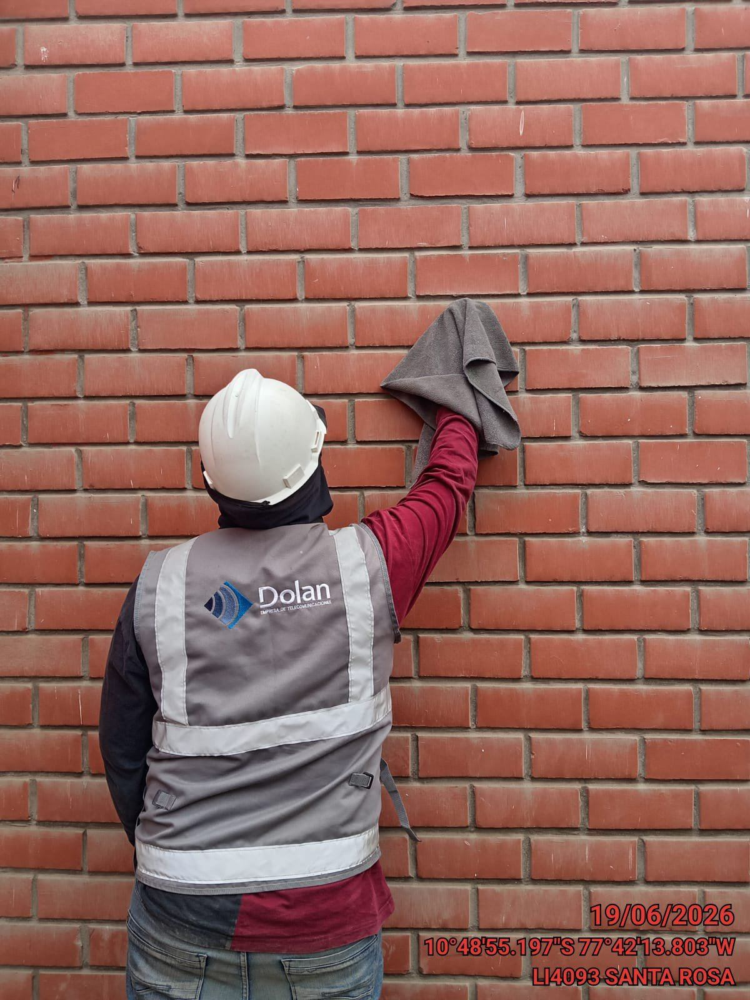 Dolan
EMPRESA DE TELECOMUNICACIONES
19/06/2026
10°48'55.197"S 77°42'13.803"W
LI4093 SANTA ROSA